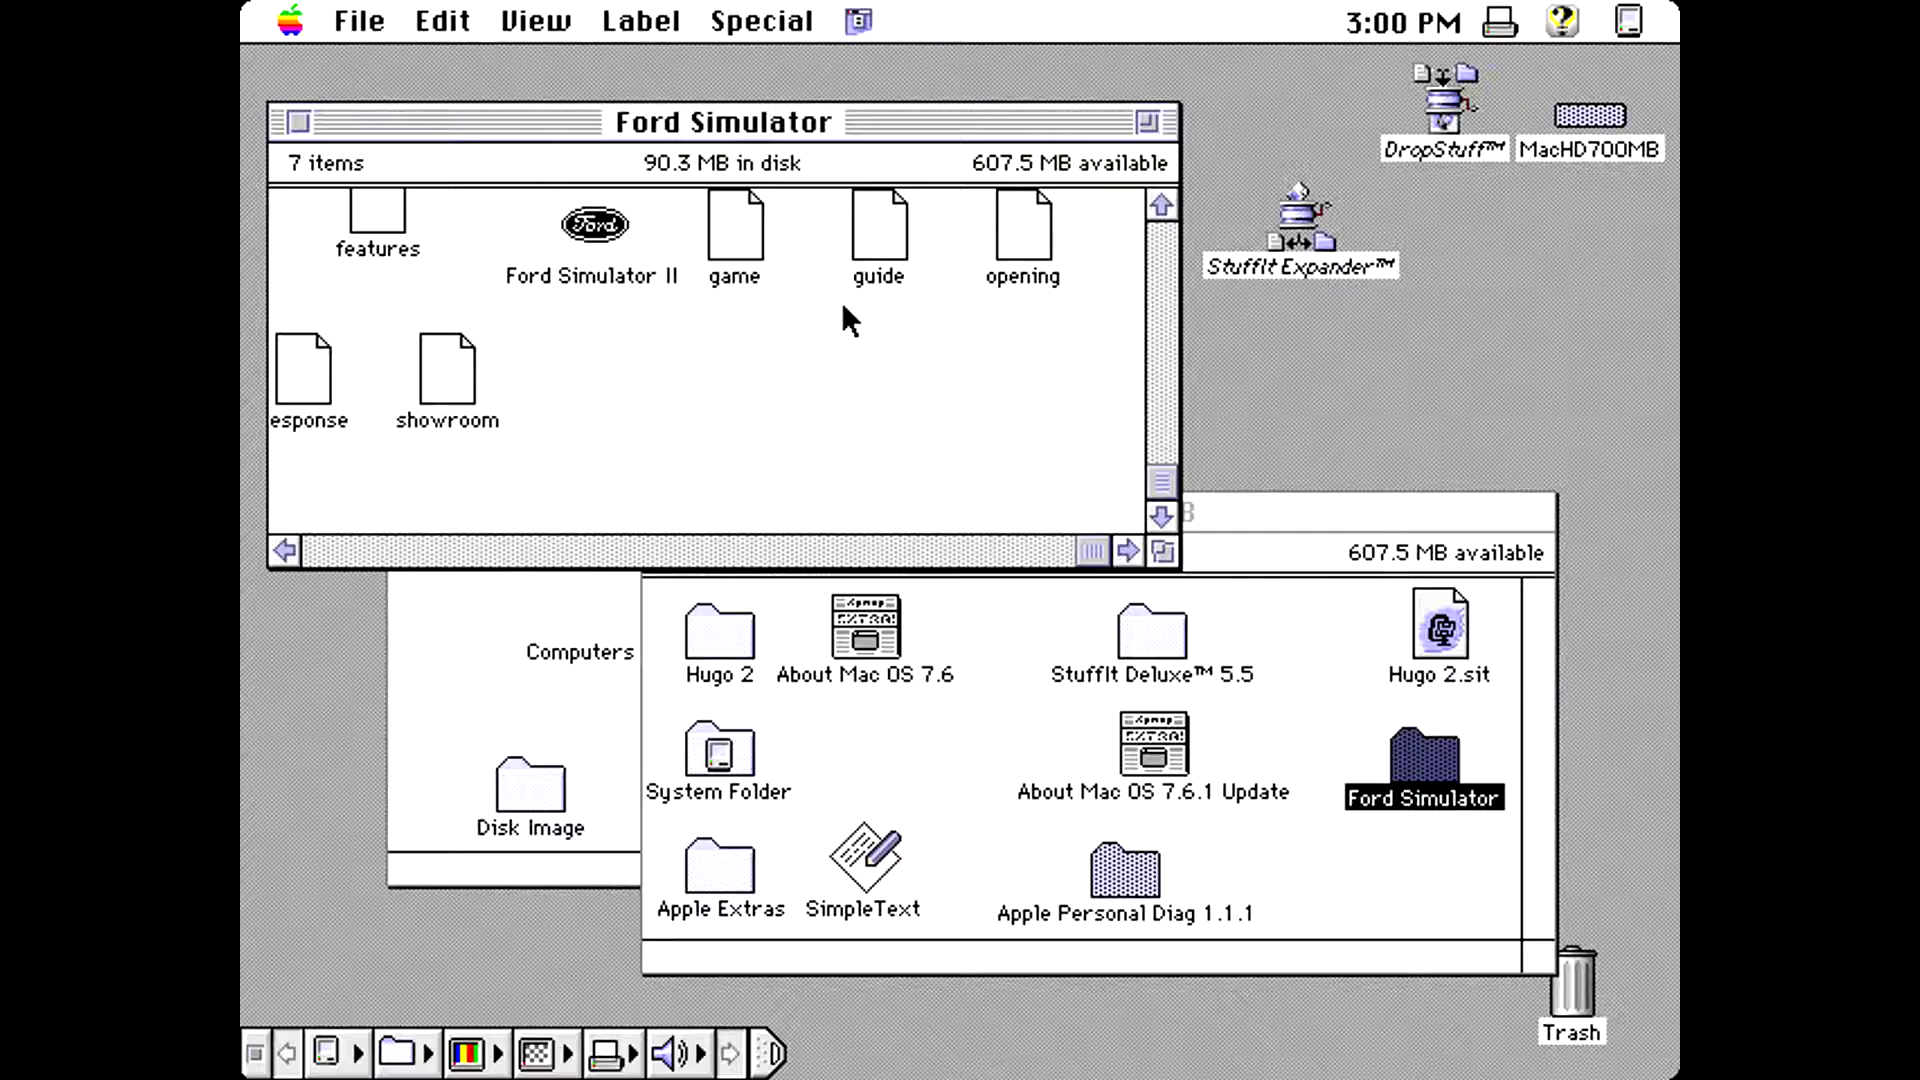 File Edit View Label Special 3:00 PM
Ford Simulator
7 items 90.3 MB in disk 607.5 MB available
features
Ford
Ford Simulator II
game
guide
opening
esponse
showroom
DropStuff™
MacHD700MB
StuffIt Expander™
607.5 MB available
Computers
Disk Image
Hugo 2
About Mac OS 7.6
StuffIt Deluxe™ 5.5
Hugo 2.sit
System Folder
About Mac OS 7.6.1 Update
Ford Simulator
Apple Extras
SimpleText
Apple Personal Diag 1.1.1
Trash